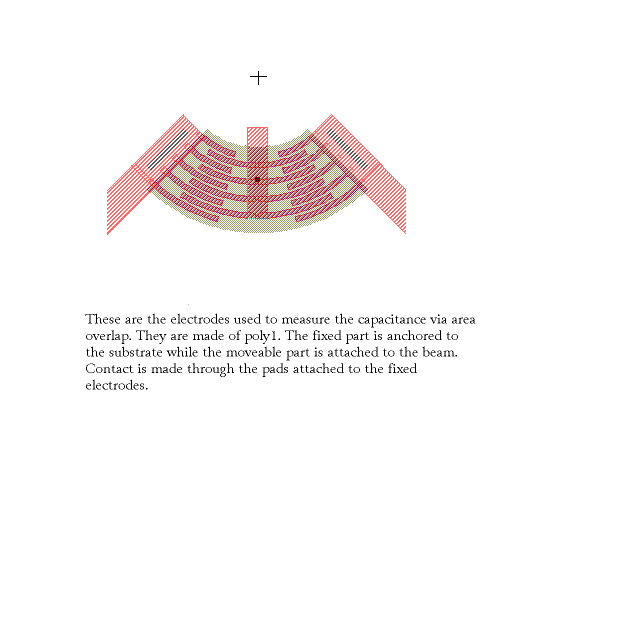 These are the electrodes used to measure the capacitance via area
overlap. They are made of poly1. The fixed part is anchored to
the substrate while the moveable part is attached to the beam.
Contact is made through the pads attached to the fixed
electrodes.